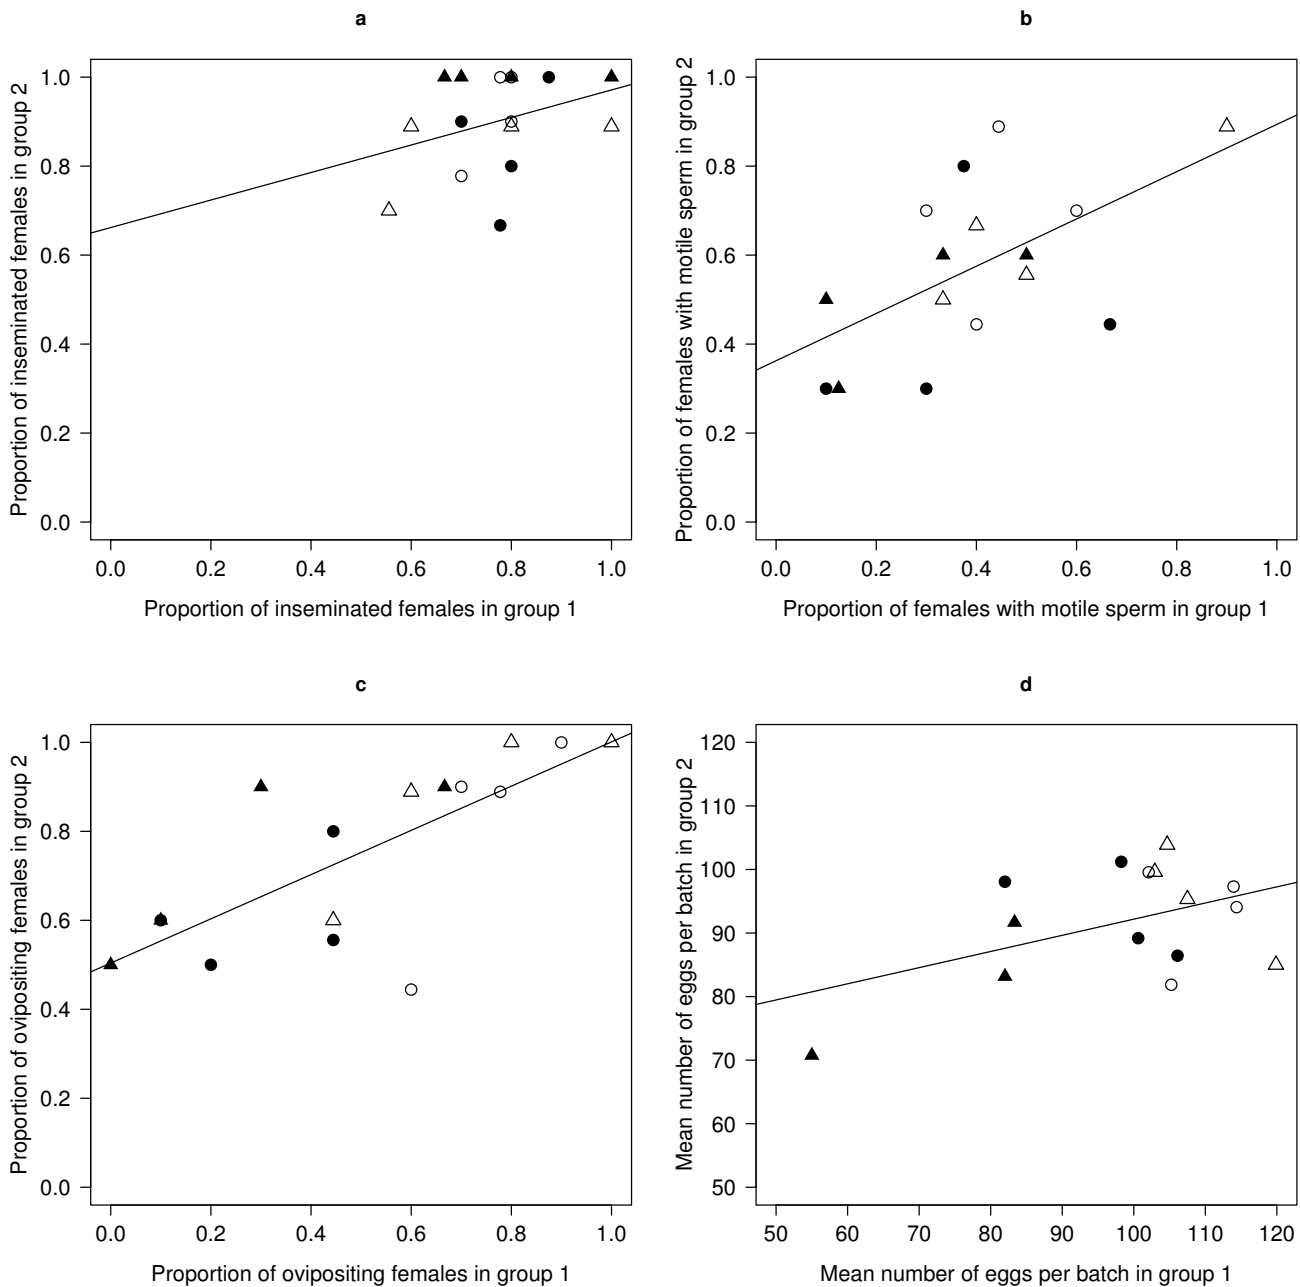 a
b
Proportion of inseminated females in group 2
1.0
0.8
0.6
0.4
0.2
0.0
0.0 0.2 0.4 0.6 0.8 1.0
Proportion of inseminated females in group 1
Proportion of females with motile sperm in group 2
1.0
0.8
0.6
0.4
0.2
0.0
0.0 0.2 0.4 0.6 0.8 1.0
Proportion of females with motile sperm in group 1
c
d
Proportion of ovipositing females in group 2
1.0
0.8
0.6
0.4
0.2
0.0
0.0 0.2 0.4 0.6 0.8 1.0
Proportion of ovipositing females in group 1
Mean number of eggs per batch in group 2
120
110
100
90
80
70
60
50
50 60 70 80 90 100 110 120
Mean number of eggs per batch in group 1